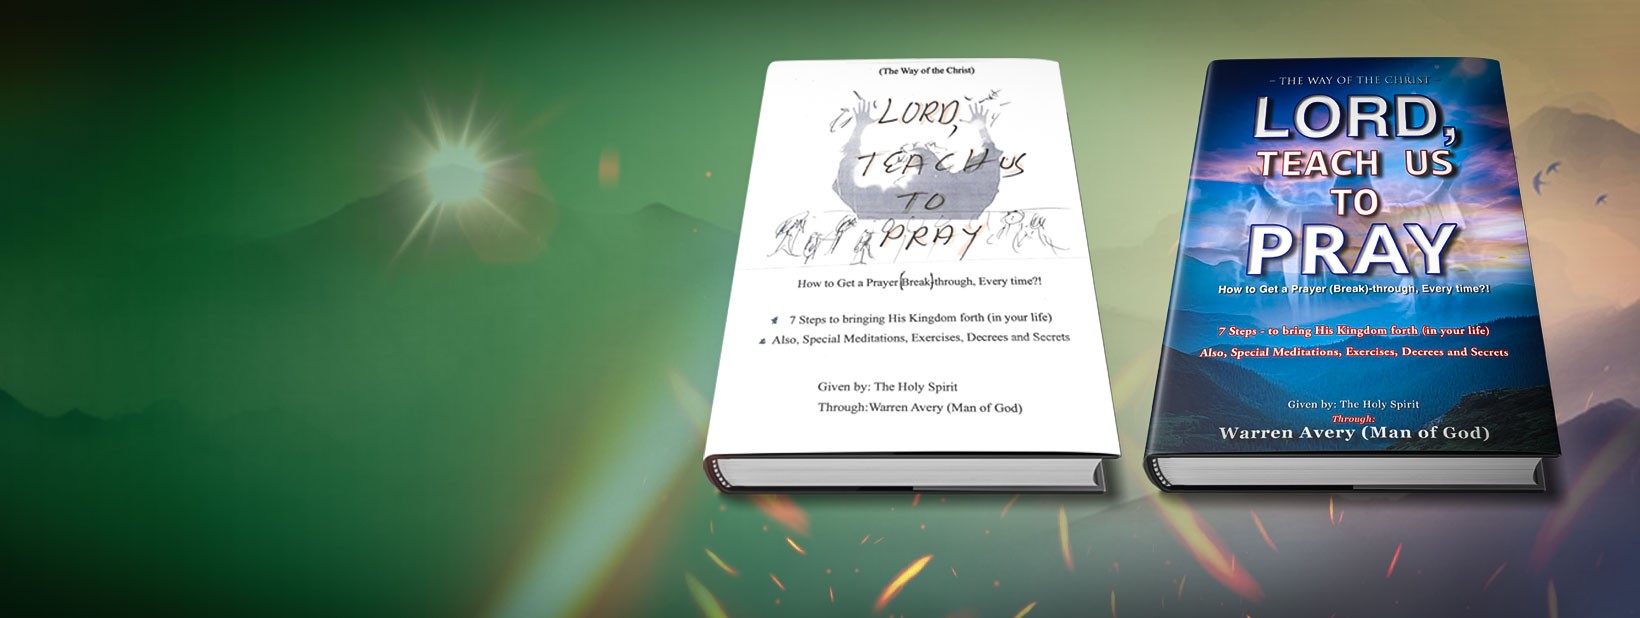 (The Way of the Christ)
LORD,
TEACH US
TO
PRAY
How to Get a Prayer (Break)through, Every time?!
7 Steps to bringing His Kingdom forth (in your life)
Also, Special Meditations, Exercises, Decrees and Secrets
Given by: The Holy Spirit
Through: Warren Avery (Man of God)
– THE WAY OF THE CHRIST –
LORD,
TEACH US
TO
PRAY
How to Get a Prayer (Break)-through, Every time?!
7 Steps - to bring His Kingdom forth (in your life)
Also, Special Meditations, Exercises, Decrees and Secrets
Given by: The Holy Spirit
Through:
Warren Avery (Man of God)